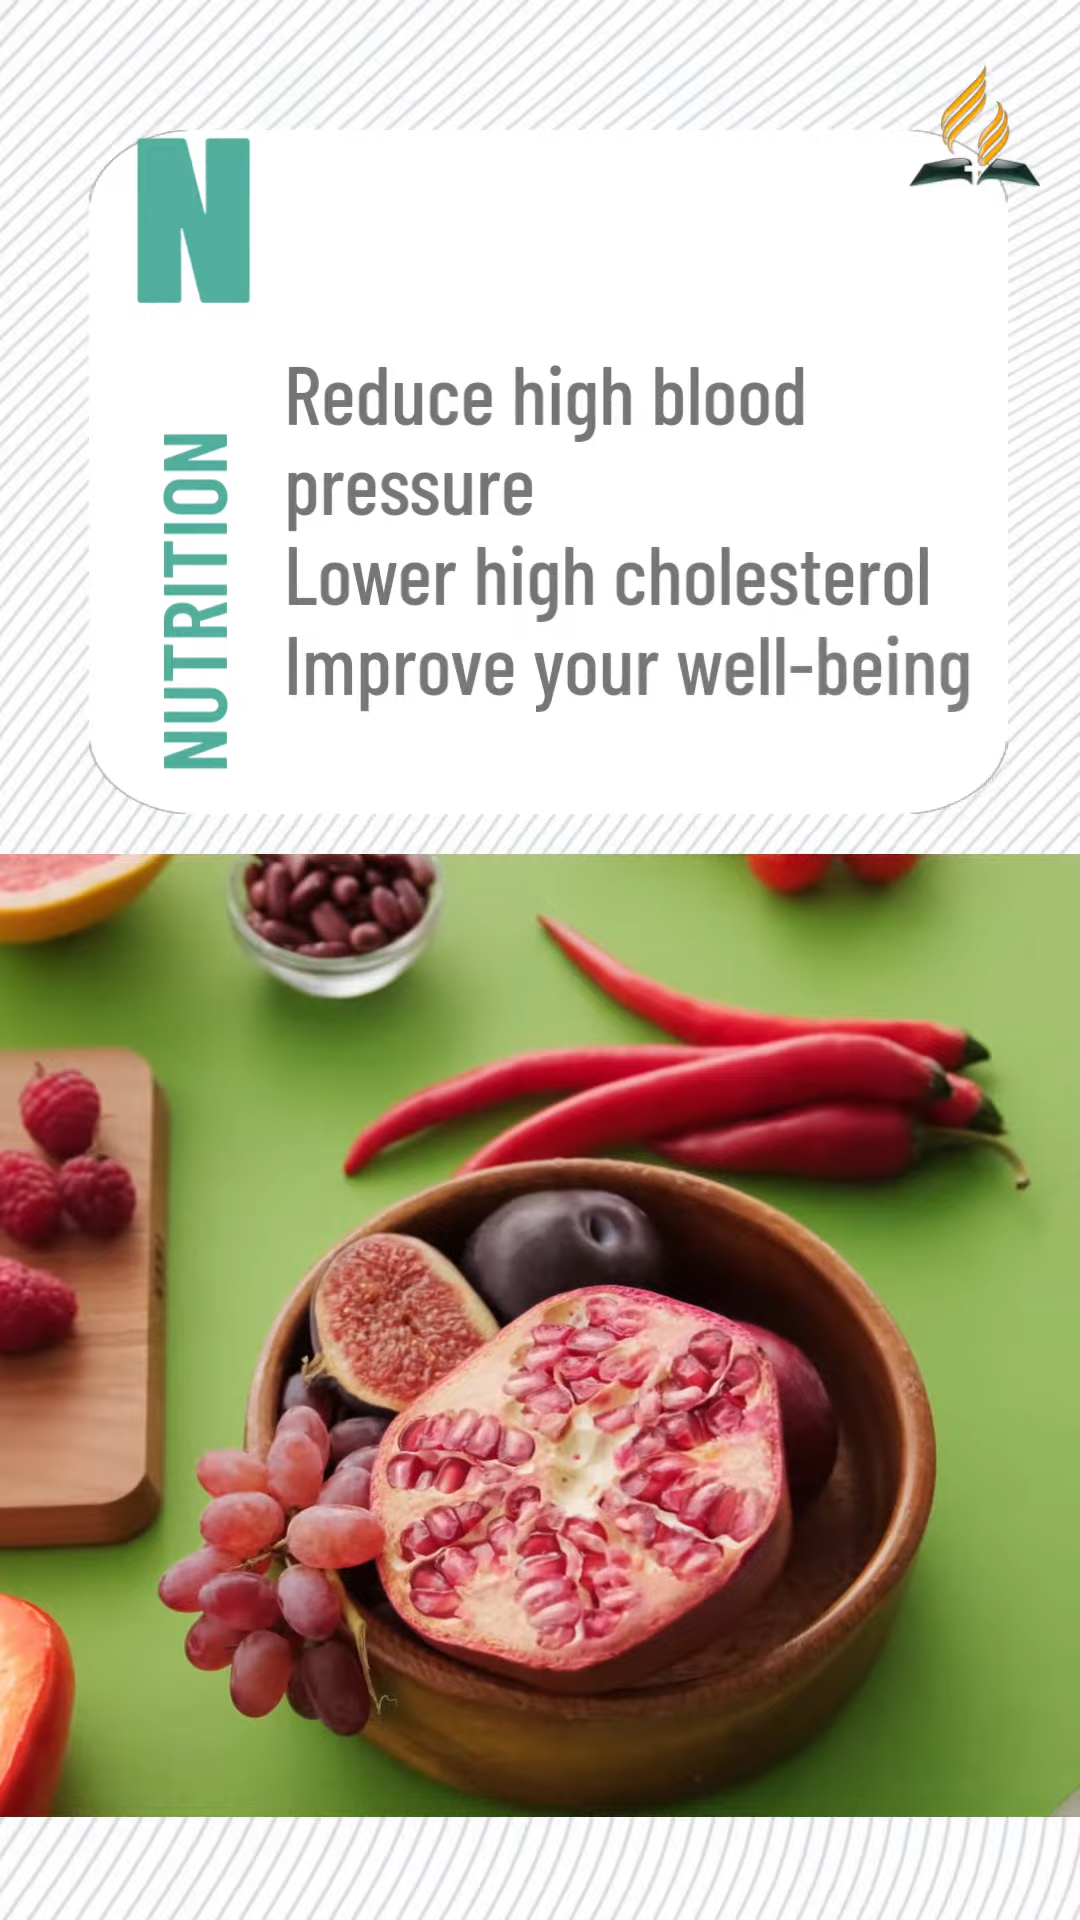 N
NUTRITION
Reduce high blood
pressure
Lower high cholesterol
Improve your well-being